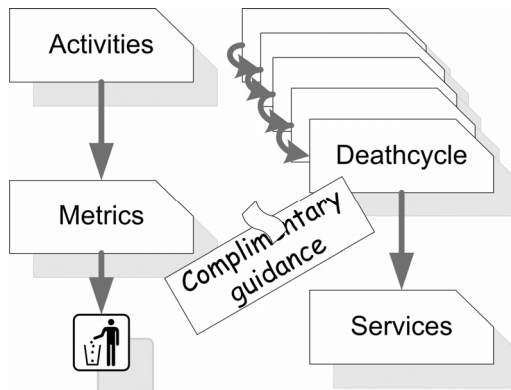 Activities
Metrics
Deathcycle
Complimentary
guidance
Services